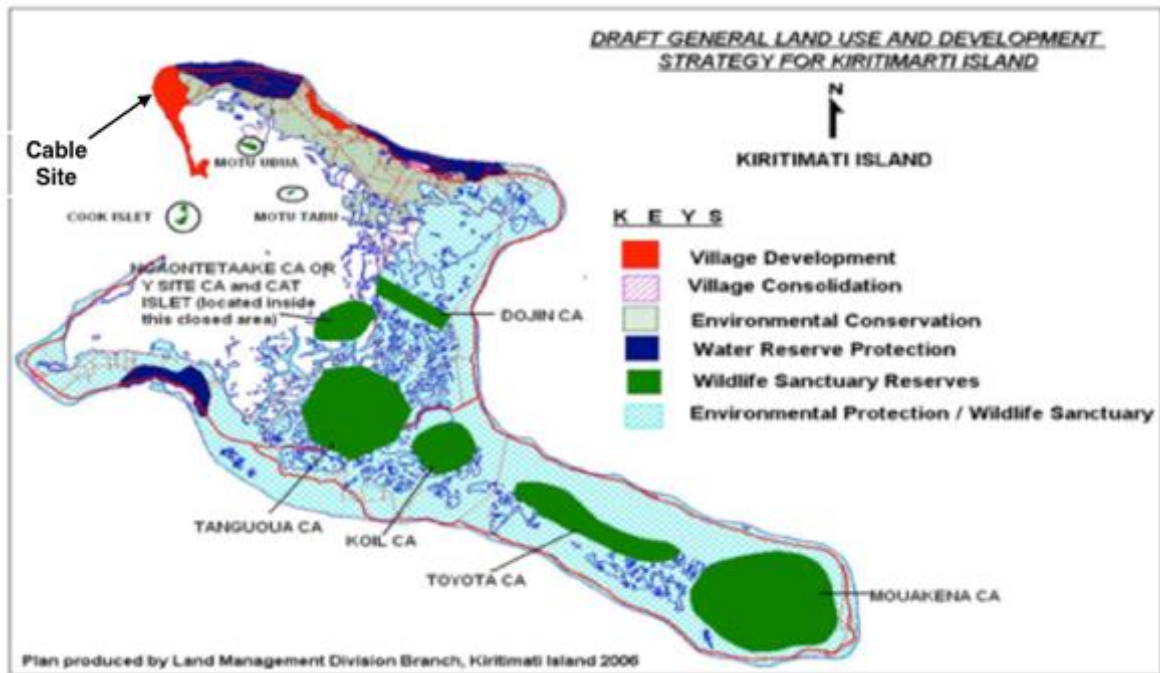 DRAFT GENERAL LAND USE AND DEVELOPMENT
STRATEGY FOR KIRITIMARTI ISLAND
N
KIRITIMATI ISLAND
Cable
Site
MOTU UBUA
COOK ISLET
MOTU TABU
NGAONTETAAKE CA OR
Y SITE CA and CAT
ISLET (located inside
this closed area)
DOJIN CA
K E Y S
Village Development
Village Consolidation
Environmental Conservation
Water Reserve Protection
Wildlife Sanctuary Reserves
Environmental Protection / Wildlife Sanctuary
TANGUOUA CA
KOIL CA
TOYOTA CA
MOUAKENA CA
Plan produced by Land Management Division Branch, Kiritimati Island 2006